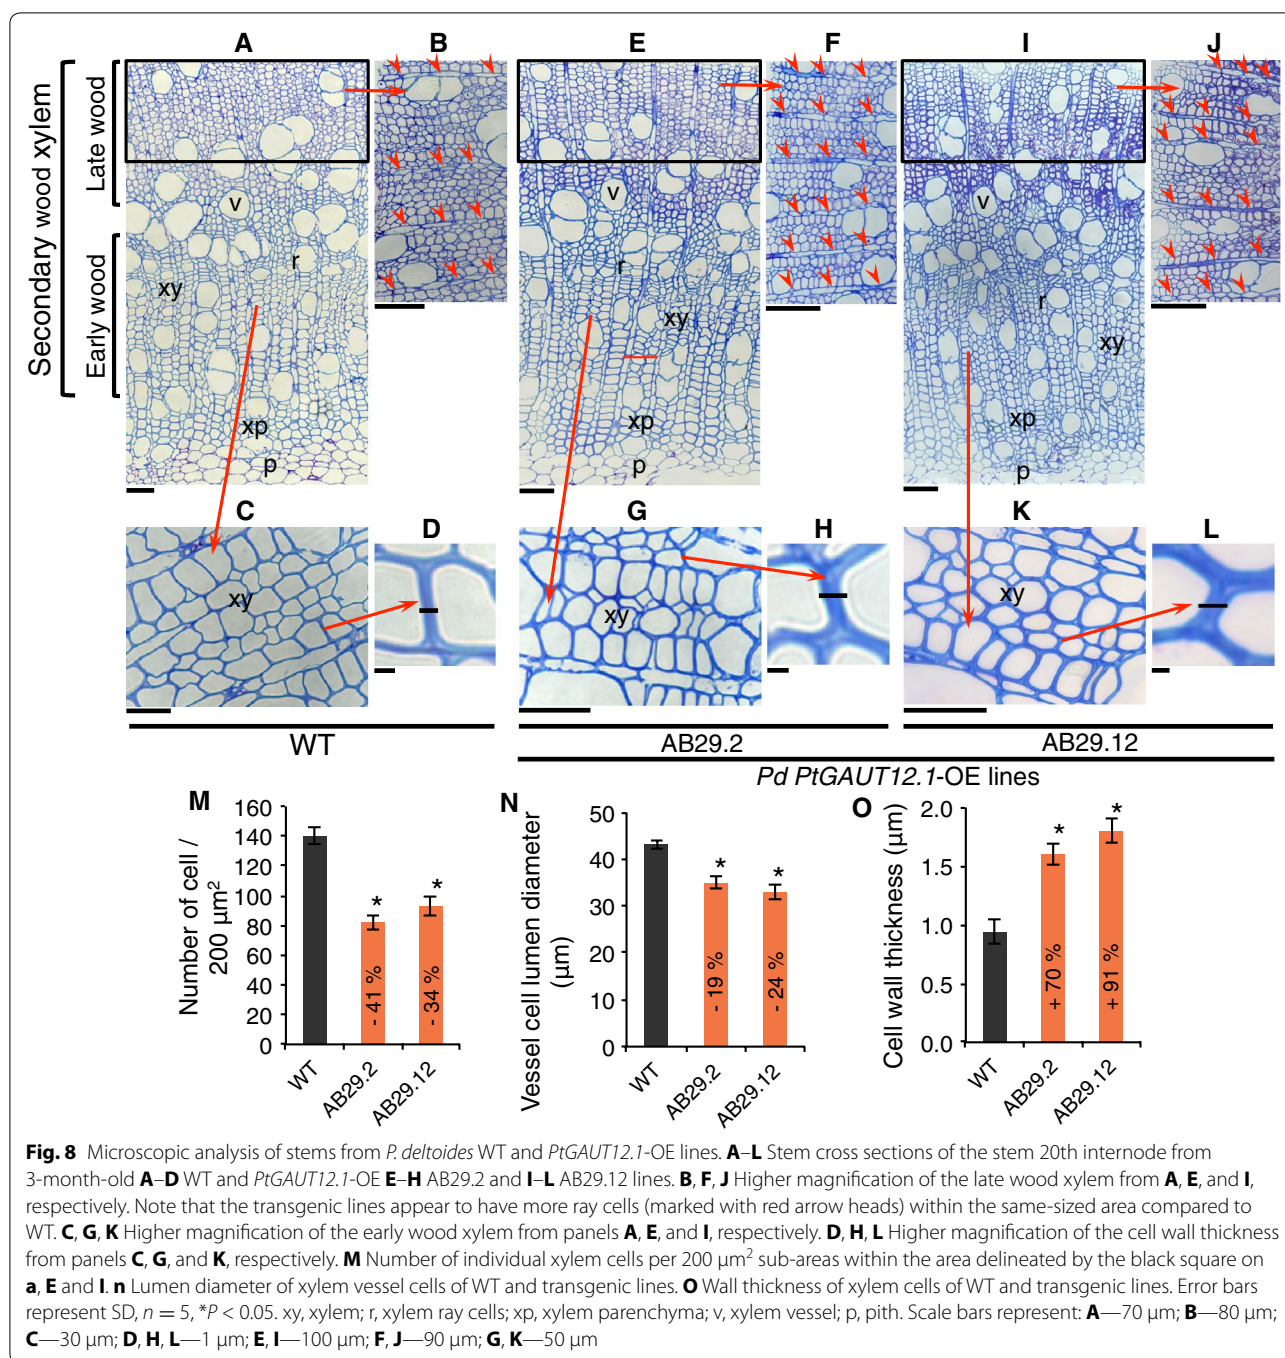 A B E F I J
Secondary wood xylem
Late wood
Early wood
v
r
xy
xp
p
v
r
xy
xp
p
v
r
xy
xp
p
C D G H K L
xy
xy
xy
WT
AB29.2
AB29.12
Pd PtGAUT12.1-OE lines
M
Number of cell /
200 µm²
160
140
120
100
80
60
40
20
0
*
*
- 41 %
- 34 %
WT
AB29.2
AB29.12
N
Vessel cell lumen diameter
(µm)
50
40
30
20
10
0
*
*
- 19 %
- 24 %
WT
AB29.2
AB29.12
O
Cell wall thickness (µm)
2.0
1.5
1.0
0.5
0.0
*
*
+ 70 %
+ 91 %
WT
AB29.2
AB29.12
Fig. 8 Microscopic analysis of stems from P. deltoides WT and PtGAUT12.1-OE lines. A–L Stem cross sections of the stem 20th internode from
3-month-old A–D WT and PtGAUT12.1-OE E–H AB29.2 and I–L AB29.12 lines. B, F, J Higher magnification of the late wood xylem from A, E, and I,
respectively. Note that the transgenic lines appear to have more ray cells (marked with red arrow heads) within the same-sized area compared to
WT. C, G, K Higher magnification of the early wood xylem from panels A, E, and I, respectively. D, H, L Higher magnification of the cell wall thickness
from panels C, G, and K, respectively. M Number of individual xylem cells per 200 µm² sub-areas within the area delineated by the black square on
a, E and I. n Lumen diameter of xylem vessel cells of WT and transgenic lines. O Wall thickness of xylem cells of WT and transgenic lines. Error bars
represent SD, n = 5, *P < 0.05. xy, xylem; r, xylem ray cells; xp, xylem parenchyma; v, xylem vessel; p, pith. Scale bars represent: A—70 µm; B—80 µm;
C—30 µm; D, H, L—1 µm; E, I—100 µm; F, J—90 µm; G, K—50 µm